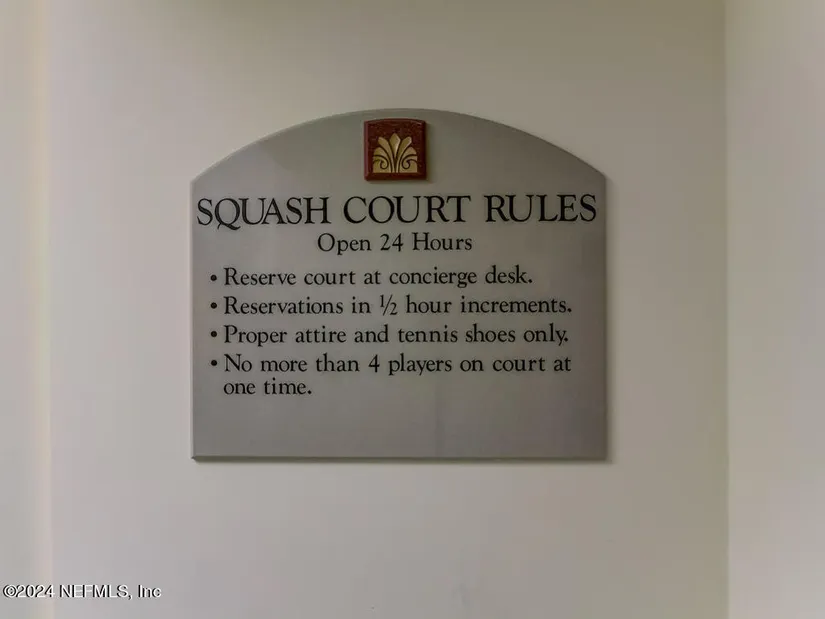 SQUASH COURT RULES
Open 24 Hours
• Reserve court at concierge desk.
• Reservations in ½ hour increments.
• Proper attire and tennis shoes only.
• No more than 4 players on court at
one time.
©2024 NEFMLS, Inc